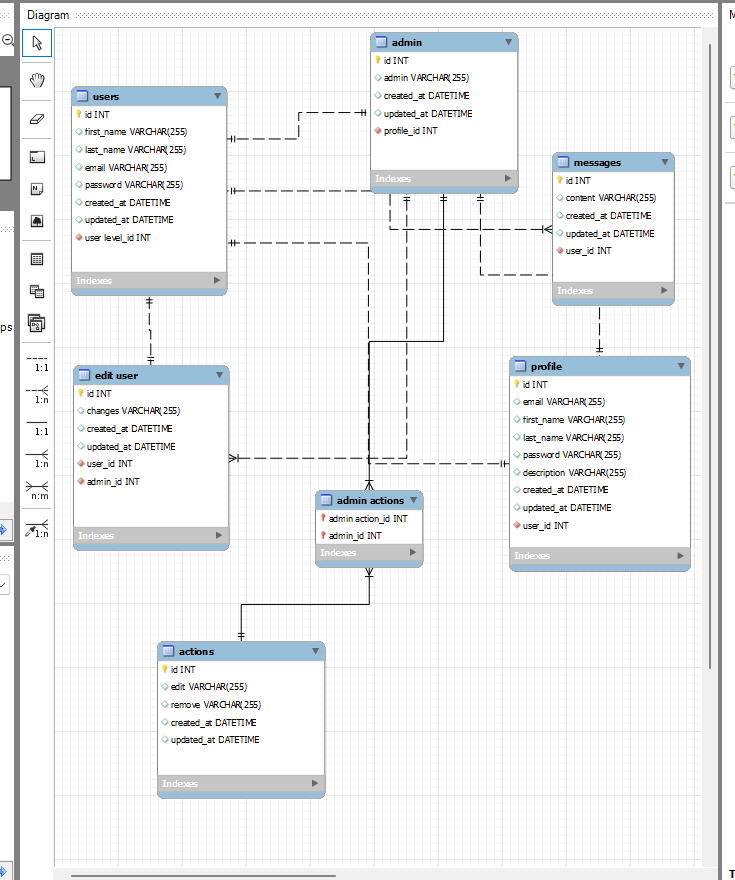 Diagram
M
admin
id INT
admin VARCHAR(255)
created_at DATETIME
updated_at DATETIME
profile_id INT
Indexes
users
id INT
first_name VARCHAR(255)
last_name VARCHAR(255)
email VARCHAR(255)
password VARCHAR(255)
created_at DATETIME
updated_at DATETIME
user level_id INT
Indexes
messages
id INT
content VARCHAR(255)
created_at DATETIME
updated_at DATETIME
user_id INT
Indexes
ps
1:1
1:n
1:1
1:n
n:m
1:n
edit user
id INT
changes VARCHAR(255)
created_at DATETIME
updated_at DATETIME
user_id INT
admin_id INT
Indexes
profile
id INT
email VARCHAR(255)
first_name VARCHAR(255)
last_name VARCHAR(255)
password VARCHAR(255)
description VARCHAR(255)
created_at DATETIME
updated_at DATETIME
user_id INT
Indexes
admin actions
admin action_id INT
admin_id INT
Indexes
actions
id INT
edit VARCHAR(255)
remove VARCHAR(255)
created_at DATETIME
updated_at DATETIME
Indexes
T